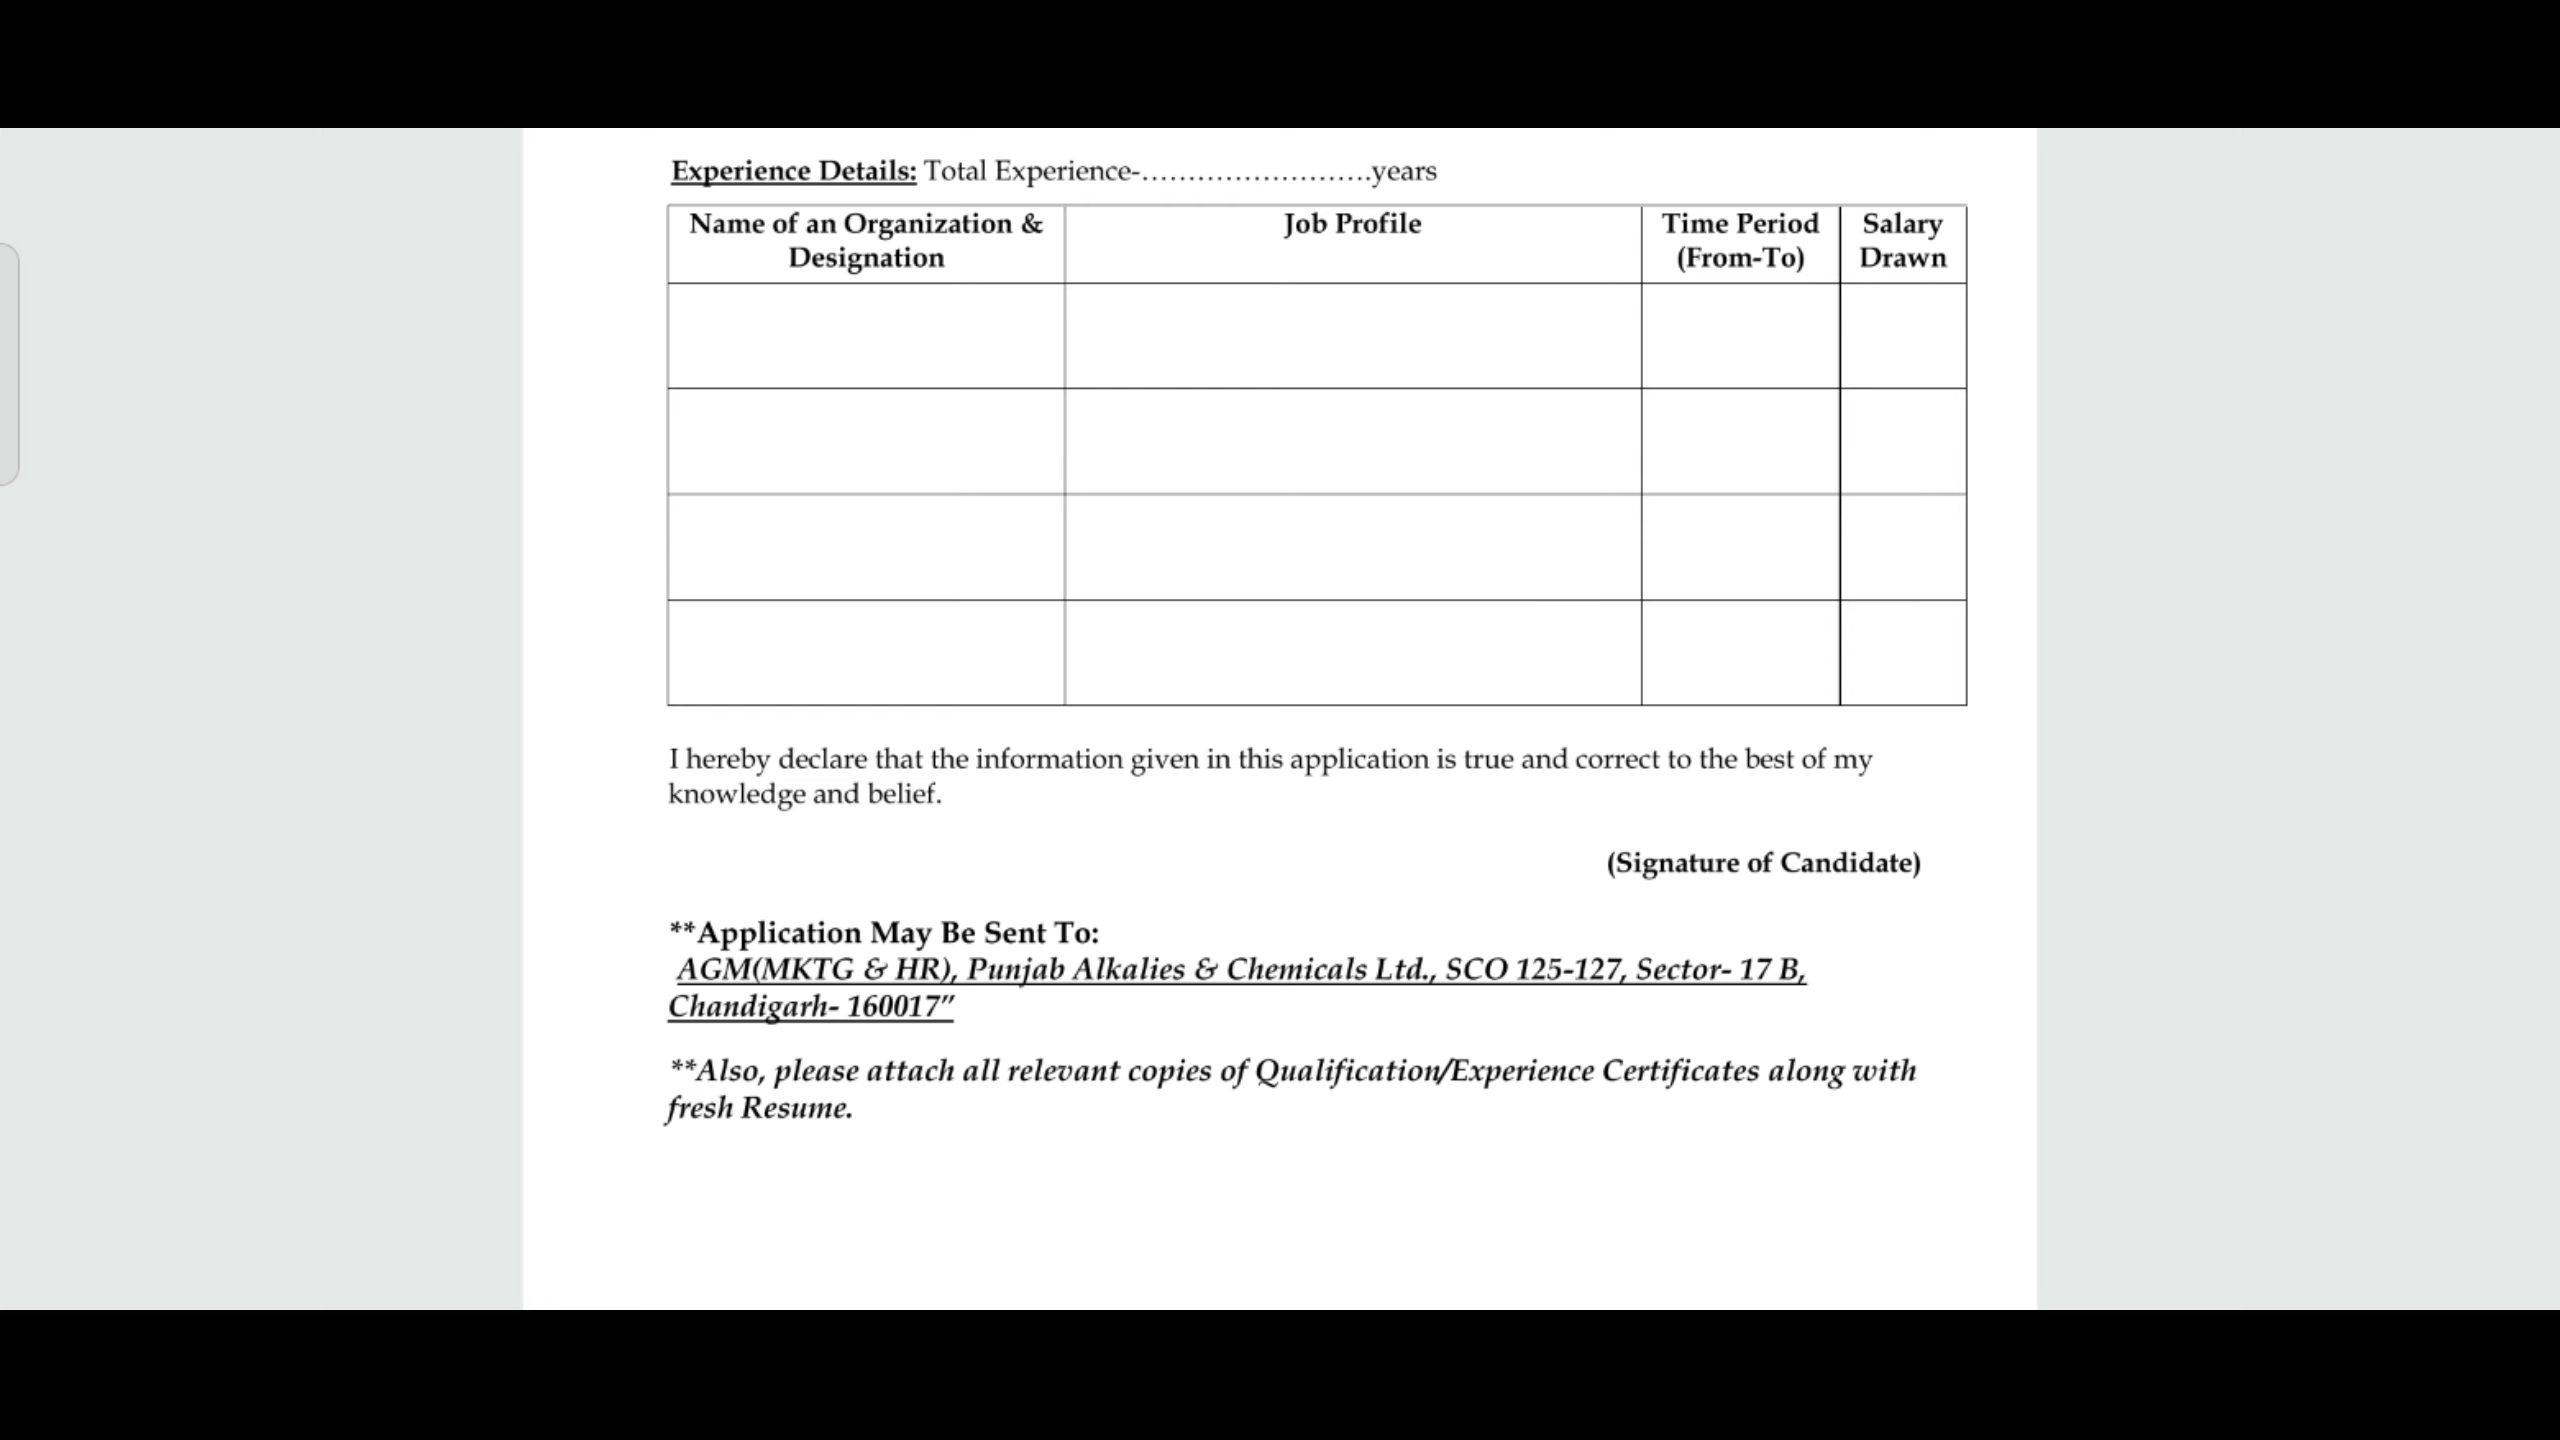 Experience Details: Total Experience-.........................years
Name of an Organization & Designation Job Profile Time Period (From-To) Salary Drawn
I hereby declare that the information given in this application is true and correct to the best of my
knowledge and belief.
(Signature of Candidate)
**Application May Be Sent To:
AGM(MKTG & HR), Punjab Alkalies & Chemicals Ltd., SCO 125-127, Sector- 17 B,
Chandigarh- 160017”
**Also, please attach all relevant copies of Qualification/Experience Certificates along with
fresh Resume.